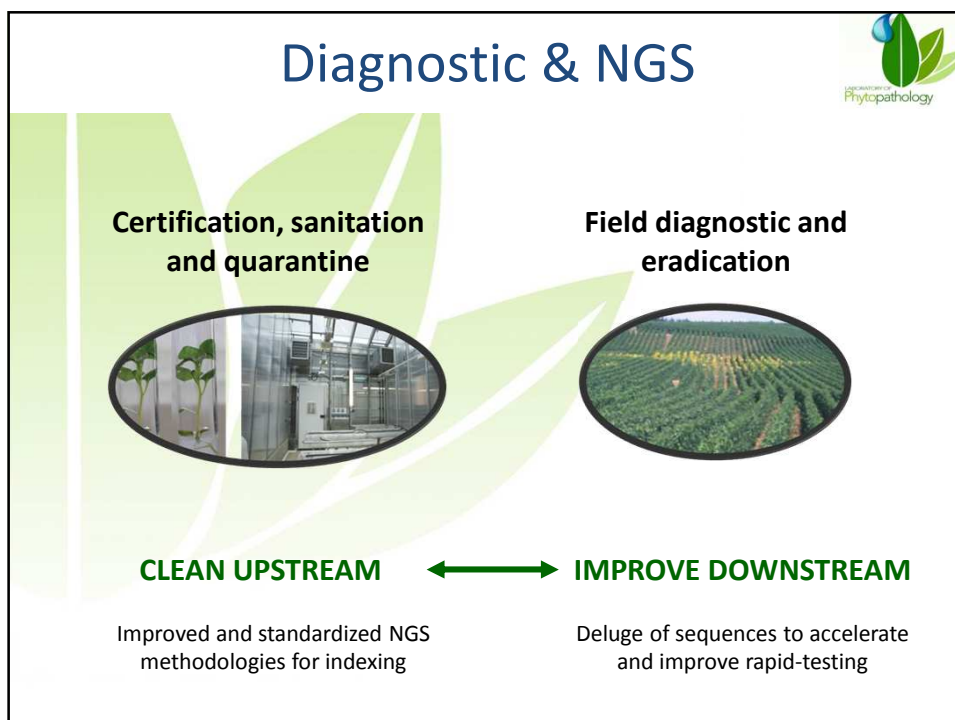 Diagnostic & NGS
LABORATORY OF
Phytopathology
Certification, sanitation
and quarantine
Field diagnostic and
eradication
CLEAN UPSTREAM
IMPROVE DOWNSTREAM
Improved and standardized NGS
methodologies for indexing
Deluge of sequences to accelerate
and improve rapid-testing